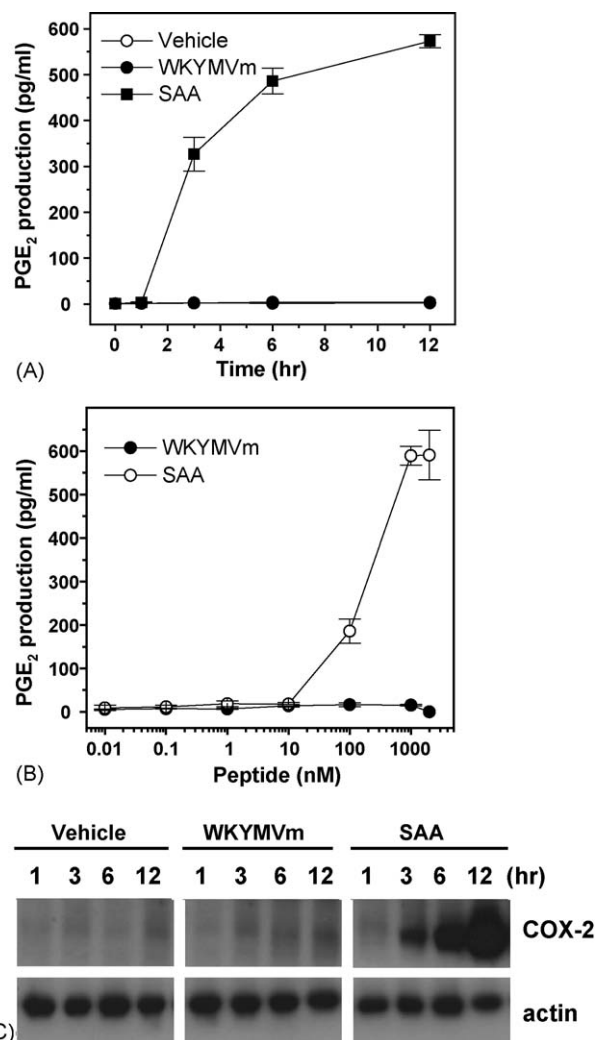 600
500
400
300
200
100
0
PGE₂ production (pg/ml)
Vehicle
WKYMVm
SAA
0 2 4 6 8 10 12
Time (hr)
(A)
600
500
400
300
200
100
0
PGE₂ production (pg/ml)
WKYMVm
SAA
0.01 0.1 1 10 100 1000
Peptide (nM)
(B)
Vehicle WKYMVm SAA
1 3 6 12 1 3 6 12 1 3 6 12 (hr)
COX-2
actin
C)